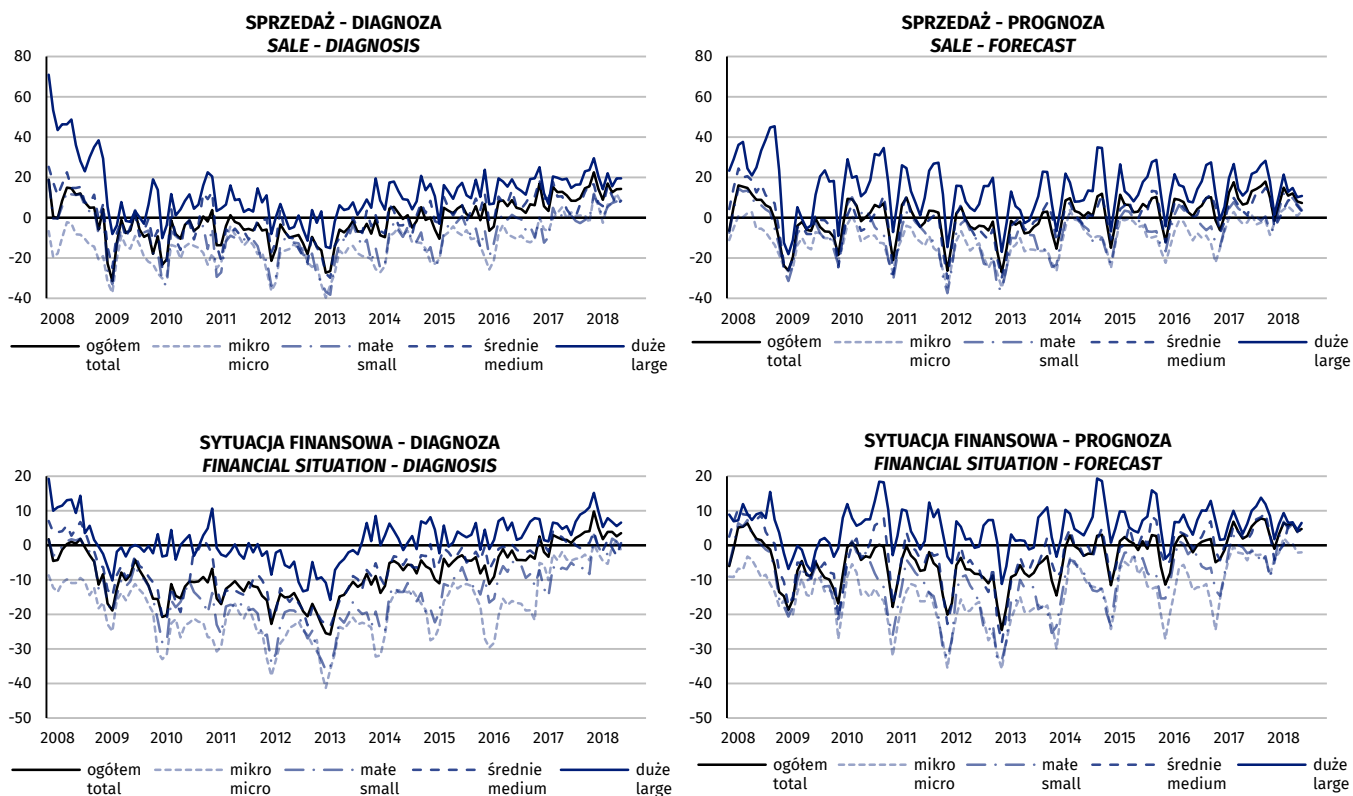 SPRZEDAŻ - DIAGNOZA
SALE - DIAGNOSIS
80
60
40
20
0
-20
-40
2008 2009 2010 2011 2012 2013 2014 2015 2016 2017 2018
ogółem mikro małe średnie duże
total micro small medium large
SPRZEDAŻ - PROGNOZA
SALE - FORECAST
80
60
40
20
0
-20
-40
2008 2009 2010 2011 2012 2013 2014 2015 2016 2017 2018
ogółem mikro małe średnie duże
total micro small medium large
SYTUACJA FINANSOWA - DIAGNOZA
FINANCIAL SITUATION - DIAGNOSIS
20
10
0
-10
-20
-30
-40
-50
2008 2009 2010 2011 2012 2013 2014 2015 2016 2017 2018
ogółem mikro małe średnie duże
total micro small medium large
SYTUACJA FINANSOWA - PROGNOZA
FINANCIAL SITUATION - FORECAST
20
10
0
-10
-20
-30
-40
-50
2008 2009 2010 2011 2012 2013 2014 2015 2016 2017 2018
ogółem mikro małe średnie duże
total micro small medium large